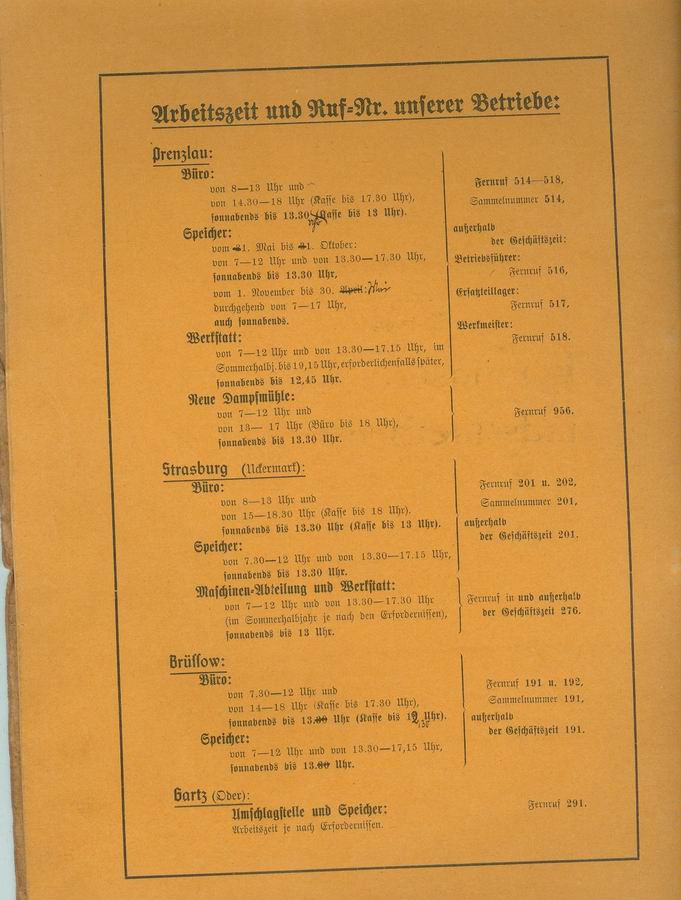 Arbeitszeit und Ruf-Nr. unserer Betriebe:
Prenzlau:
Büro:
von 8—13 Uhr und
von 14.30—18 Uhr (Kasse bis 17.30 Uhr),
sonnabends bis 13.30 (Kasse bis 13 Uhr).
Fernruf 514—518,
Sammelnummer 514,
Speicher:
vom 1. Mai bis 1. Oktober:
von 7—12 Uhr und von 13.30—17.30 Uhr,
sonnabends bis 13.30 Uhr,
vom 1. November bis 30. April: Mai
durchgehend von 7—17 Uhr,
auch sonnabends.
außerhalb
der Geschäftszeit:
Betriebsführer:
Fernruf 516,
Ersatzteillager:
Fernruf 517,
Werkmeister:
Fernruf 518.
Werkstatt:
von 7—12 Uhr und von 13.30—17.15 Uhr, im
Sommerhalbj. bis 19,15 Uhr, erforderlichenfalls später,
sonnabends bis 12,45 Uhr.
Neue Dampfmühle:
von 7—12 Uhr und
von 13— 17 Uhr (Büro bis 18 Uhr),
sonnabends bis 13.30 Uhr.
Fernruf 956.
Strasburg (Uckermark):
Büro:
von 8—13 Uhr und
von 15—18.30 Uhr (Kasse bis 18 Uhr).
sonnabends bis 13.30 Uhr (Kasse bis 13 Uhr).
Fernruf 201 u. 202,
Sammelnummer 201,
außerhalb
der Geschäftszeit 201.
Speicher:
von 7.30—12 Uhr und von 13.30—17.15 Uhr,
sonnabends bis 13.30 Uhr.
Maschinen-Abteilung und Werkstatt:
von 7—12 Uhr und von 13.30—17.30 Uhr
(im Sommerhalbjahr je nach den Erfordernissen),
sonnabends bis 13 Uhr.
Fernruf in und außerhalb
der Geschäftszeit 276.
Brüssow:
Büro:
von 7.30—12 Uhr und
von 14—18 Uhr (Kasse bis 17.30 Uhr),
sonnabends bis 13.30 Uhr (Kasse bis 12 Uhr).
Fernruf 191 u. 192,
Sammelnummer 191,
außerhalb
der Geschäftszeit 191.
Speicher:
von 7—12 Uhr und von 13.30—17,15 Uhr,
sonnabends bis 13.30 Uhr.
Gartz (Oder):
Umschlagstelle und Speicher:
Arbeitszeit je nach Erfordernissen.
Fernruf 291.